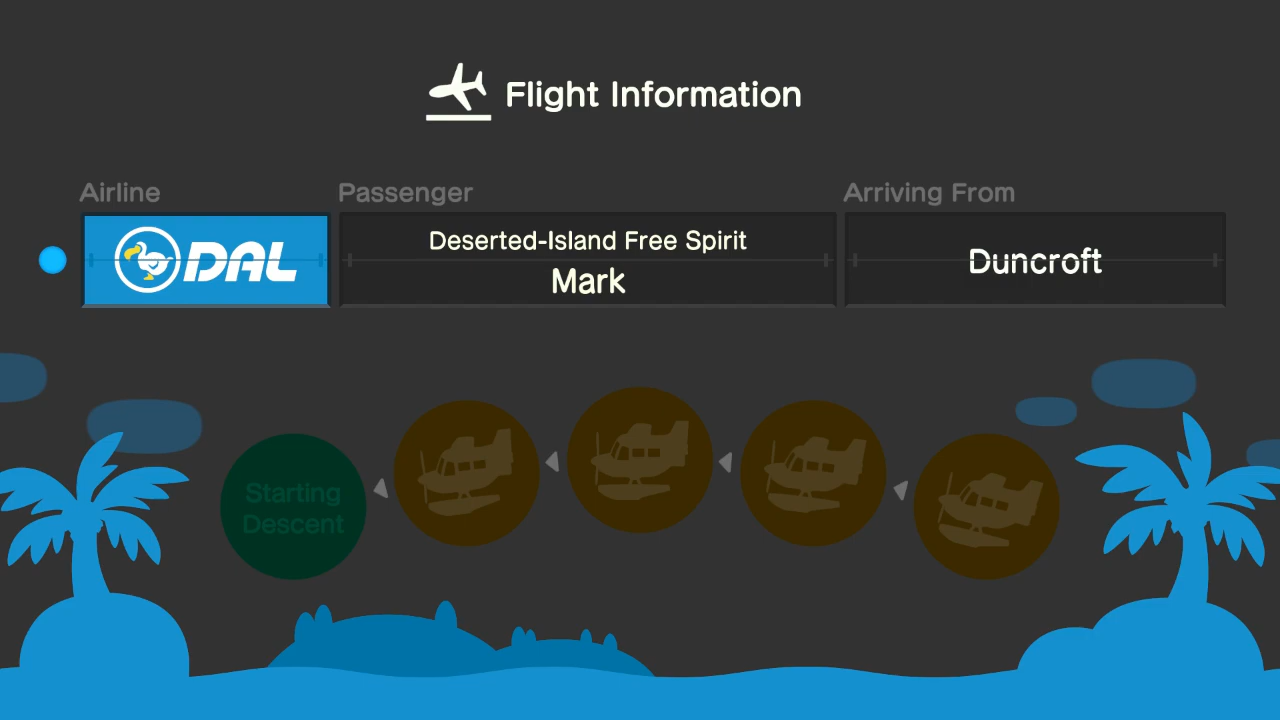 Flight Information
Airline
Passenger
Arriving From
DAL
Deserted-Island Free Spirit
Mark
Duncroft
Starting
Descent